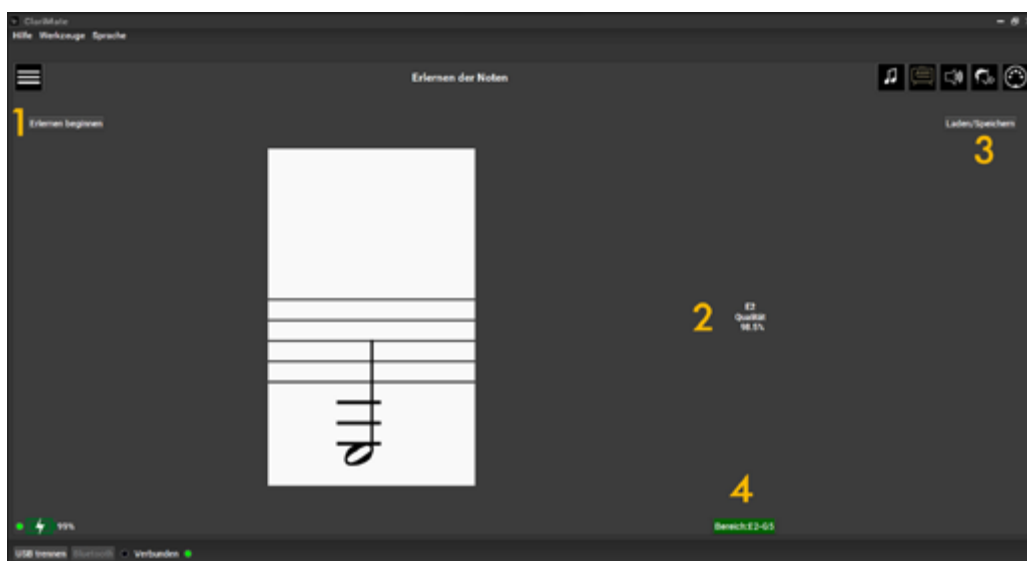 ClariMate
Hilfe Werkzeuge Sprache
Erlernen der Noten
1 Erlernen beginnen
Laden/Speichern
3
2
E2
Qualität
98.5%
4
99%
Bereich:E2-G5
USB trennen Bluetooth Verbunden